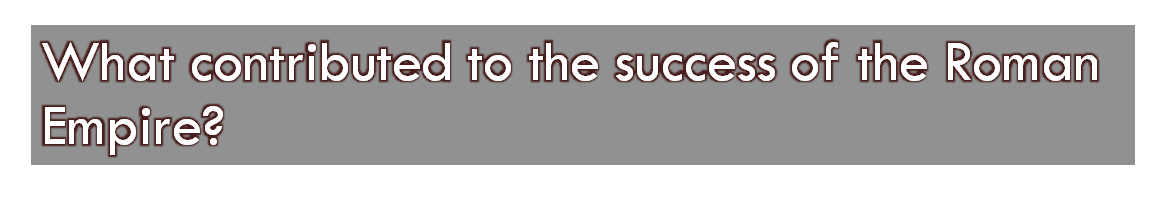 What contributed to the success of the Roman
Empire?